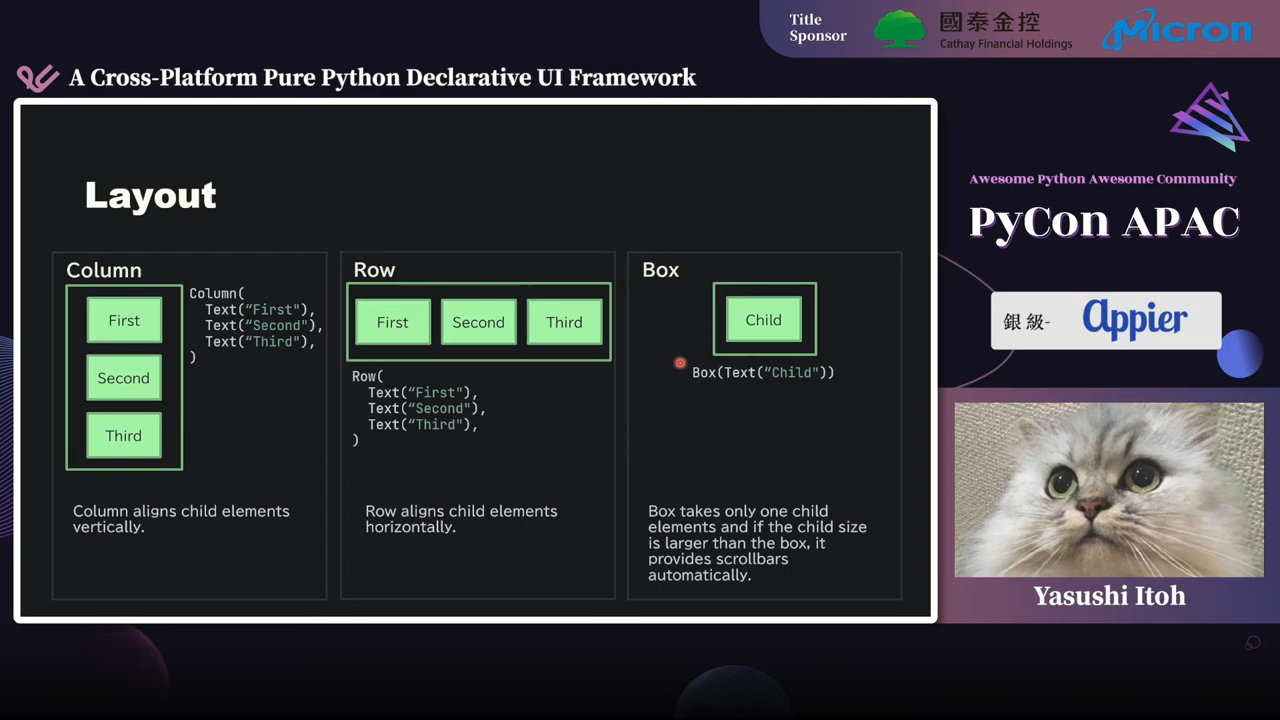 Title
Sponsor
國泰金控
Cathay Financial Holdings
Micron
A Cross-Platform Pure Python Declarative UI Framework
Awesome Python Awesome Community
PyCon APAC
銀級-
appier
Yasushi Itoh
Layout
Column
First
Second
Third
Column(
Text(“First"),
Text(“Second"),
Text(“Third"),
)
Column aligns child elements
vertically.
Row
First
Second
Third
Row(
Text(“First"),
Text(“Second"),
Text(“Third"),
)
Row aligns child elements
horizontally.
Box
Child
Box(Text(“Child"))
Box takes only one child
elements and if the child size
is larger than the box, it
provides scrollbars
automatically.